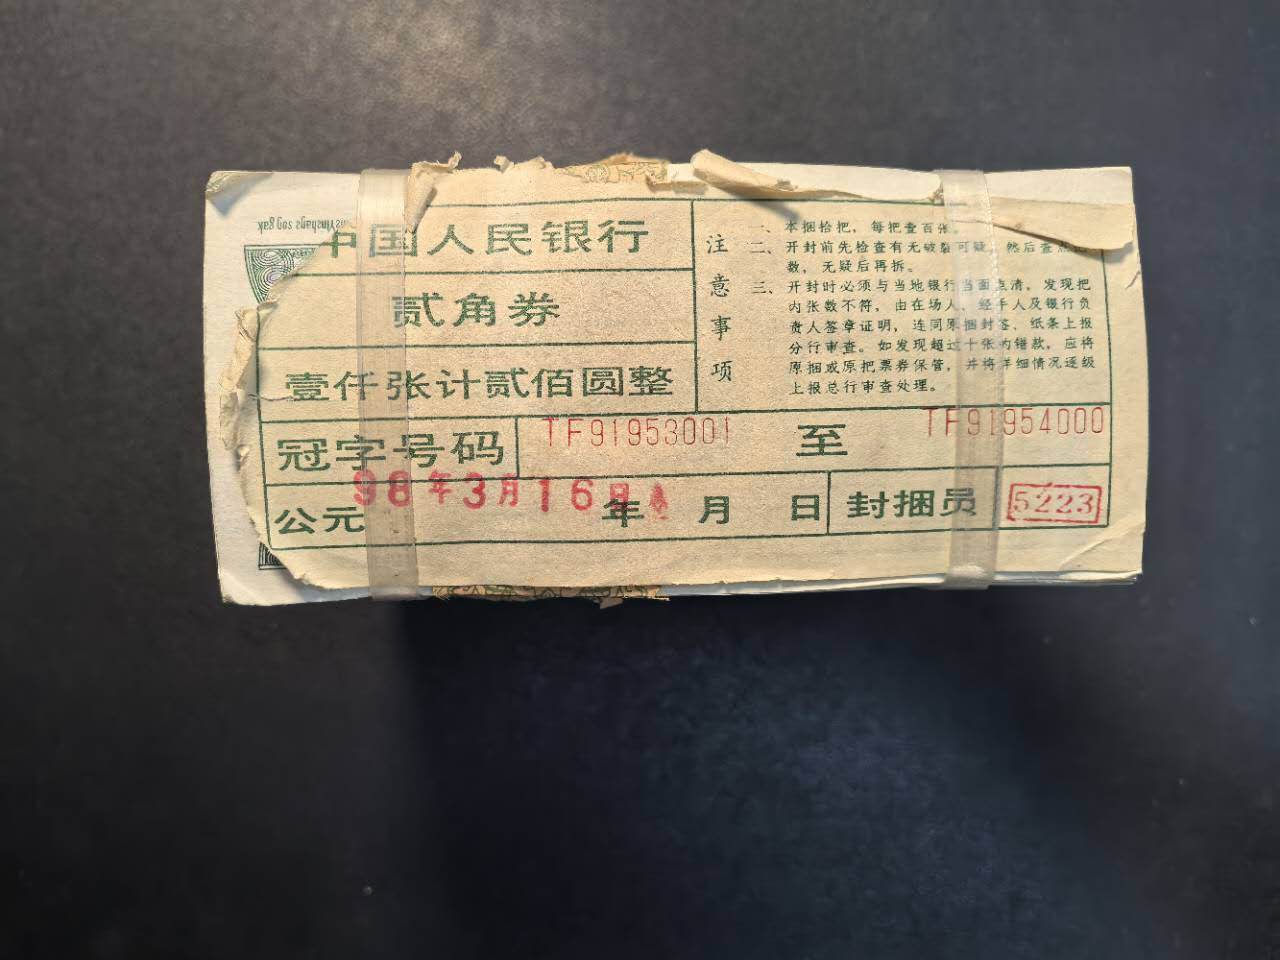 中国人民银行
贰角券
壹仟张计贰佰圆整
注意事项
一、本捆恰把，每把壹百张。
二、开封前先检查有无破裂可疑，然后查点把
数，无疑后再拆。
三、开封时必须与当地银行当面点清，发现把
内张数不符，由在场人、经手人及银行负
责人签章证明，连同原捆封签、纸条上报
分行审查。如发现超过十张的错款，应将
原捆或原把票券保管，并将详细情况逐级
上报总行审查处理。
冠字号码 TF91953001 至 TF91954000
98年3月16日
公元 年 月 日 封捆员 5223